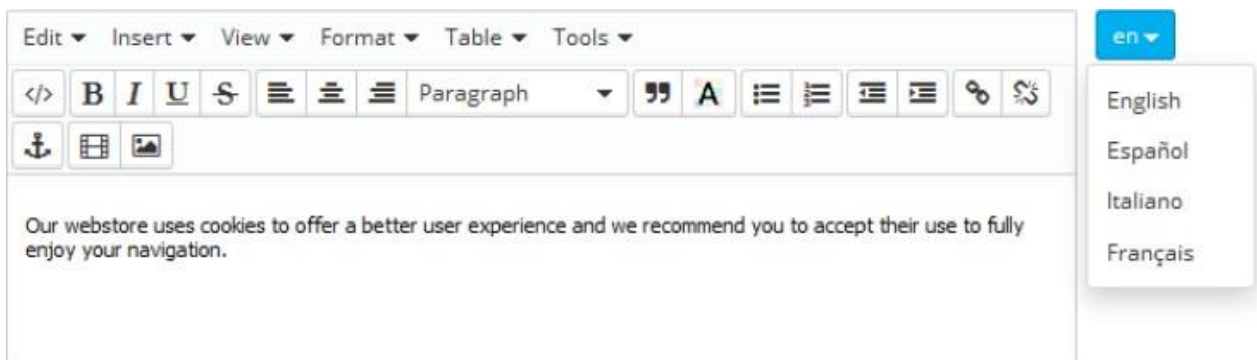 Edit Insert View Format Table Tools en
</> B I U S Paragraph A
English
Español
Italiano
Français
Our webstore uses cookies to offer a better user experience and we recommend you to accept their use to fully
enjoy your navigation.